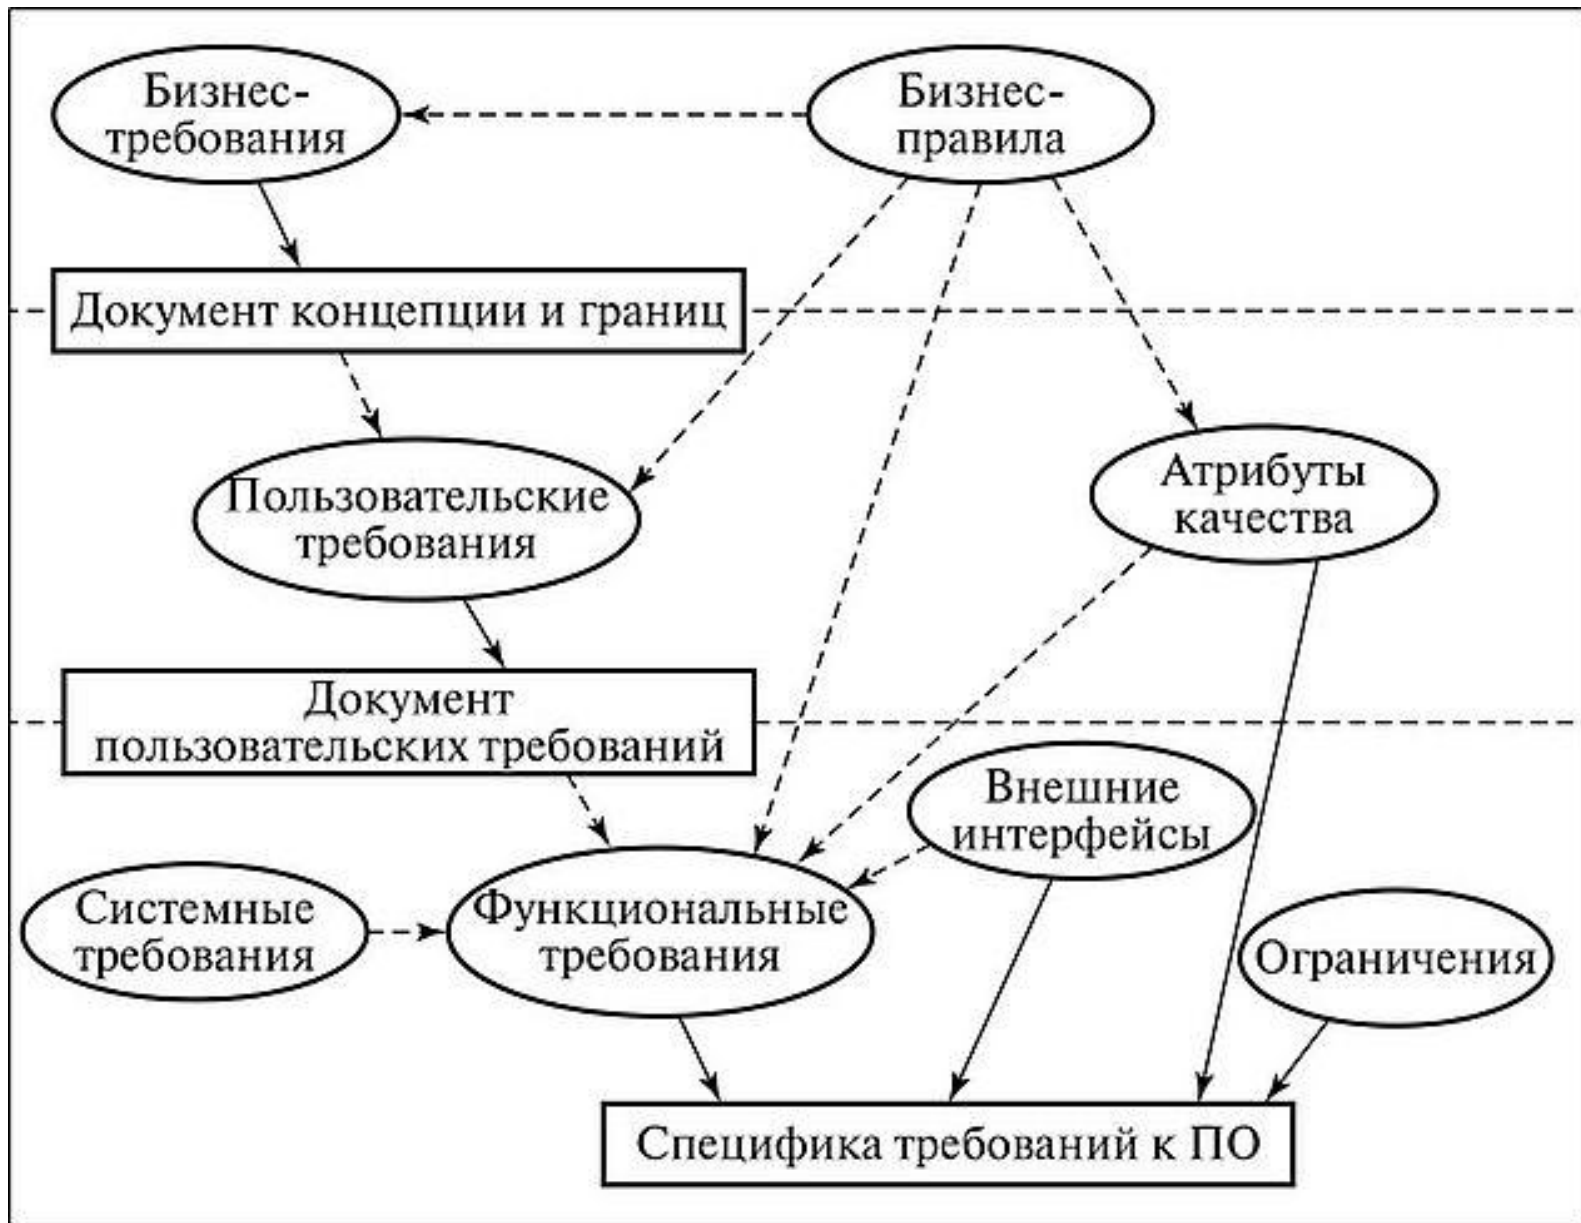 Бизнес-
требования
Бизнес-
правила
Документ концепции и границ
Пользовательские
требования
Атрибуты
качества
Документ
пользовательских требований
Внешние
интерфейсы
Системные
требования
Функциональные
требования
Ограничения
Специфика требований к ПО